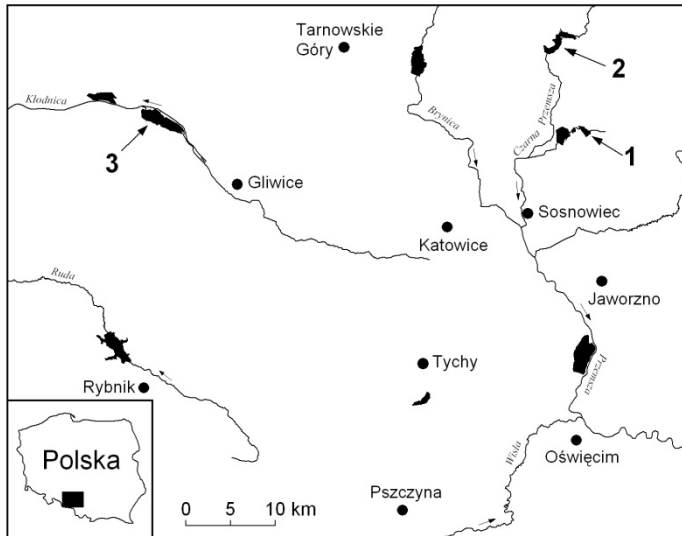 Tarnowskie
Góry
2
Kłodnica
Brynica
Czarna Przemsza
1
3
Gliwice
Sosnowiec
Katowice
Ruda
Jaworzno
Tychy
Przemsza
Rybnik
Polska
Wisła
Oświęcim
Pszczyna
0 5 10 km